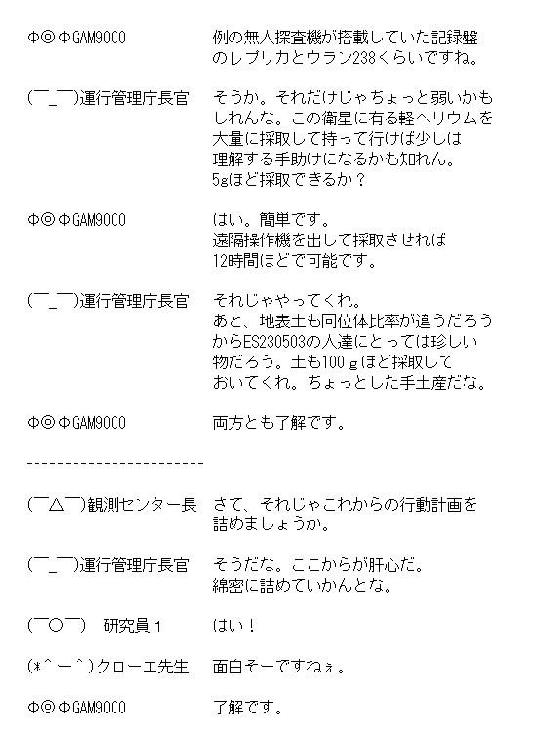 Φ◎ΦGAM90CO 例の無人探査機が搭載していた記録盤
のレプリカとウラン238くらいですね。
(￣_￣)運行管理庁長官 そうか。それだけじゃちょっと弱いかも
しれんな。この衛星に有る軽ヘリウムを
大量に採取して持って行けば少しは
理解する手助けになるかも知れん。
5gほど採取できるか？
Φ◎ΦGAM90CO はい。簡単です。
遠隔操作機を出して採取させれば
12時間ほどで可能です。
(￣_￣)運行管理庁長官 それじゃやってくれ。
あと、地表土も同位体比率が違うだろう
からES230503の人達にとっては珍しい
物だろう。土も100ｇほど採取して
おいてくれ。ちょっとした手土産だな。
Φ◎ΦGAM90CO 両方とも了解です。
-----------------------
(￣△￣)観測センター長 さて、それじゃこれからの行動計画を
詰めましょうか。
(￣_￣)運行管理庁長官 そうだな。ここからが肝心だ。
綿密に詰めていかんとな。
(￣○￣) 研究員１ はい！
(*＾ー＾)クローエ先生 面白そーですねぇ。
Φ◎ΦGAM90CO 了解です。